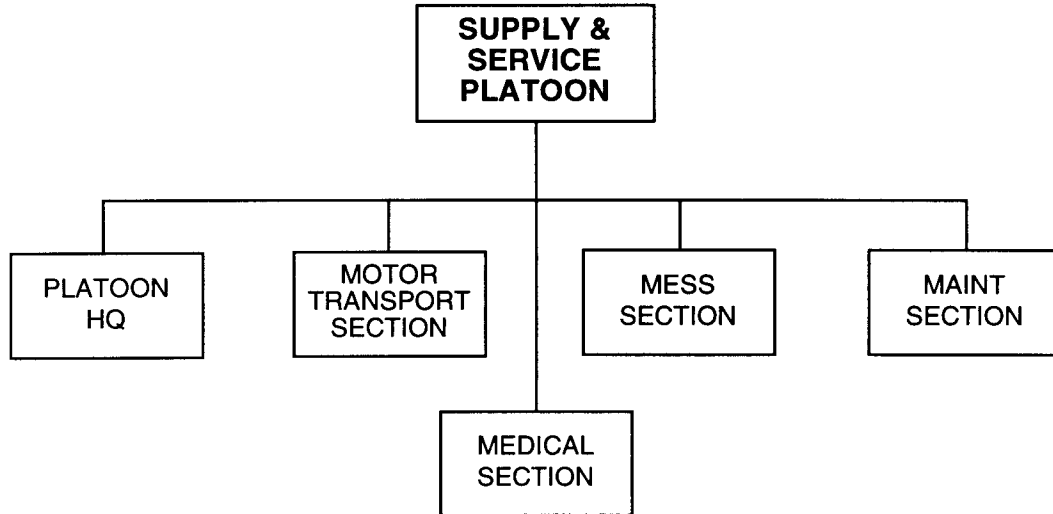 SUPPLY &
SERVICE
PLATOON
PLATOON
HQ
MOTOR
TRANSPORT
SECTION
MESS
SECTION
MAINT
SECTION
MEDICAL
SECTION